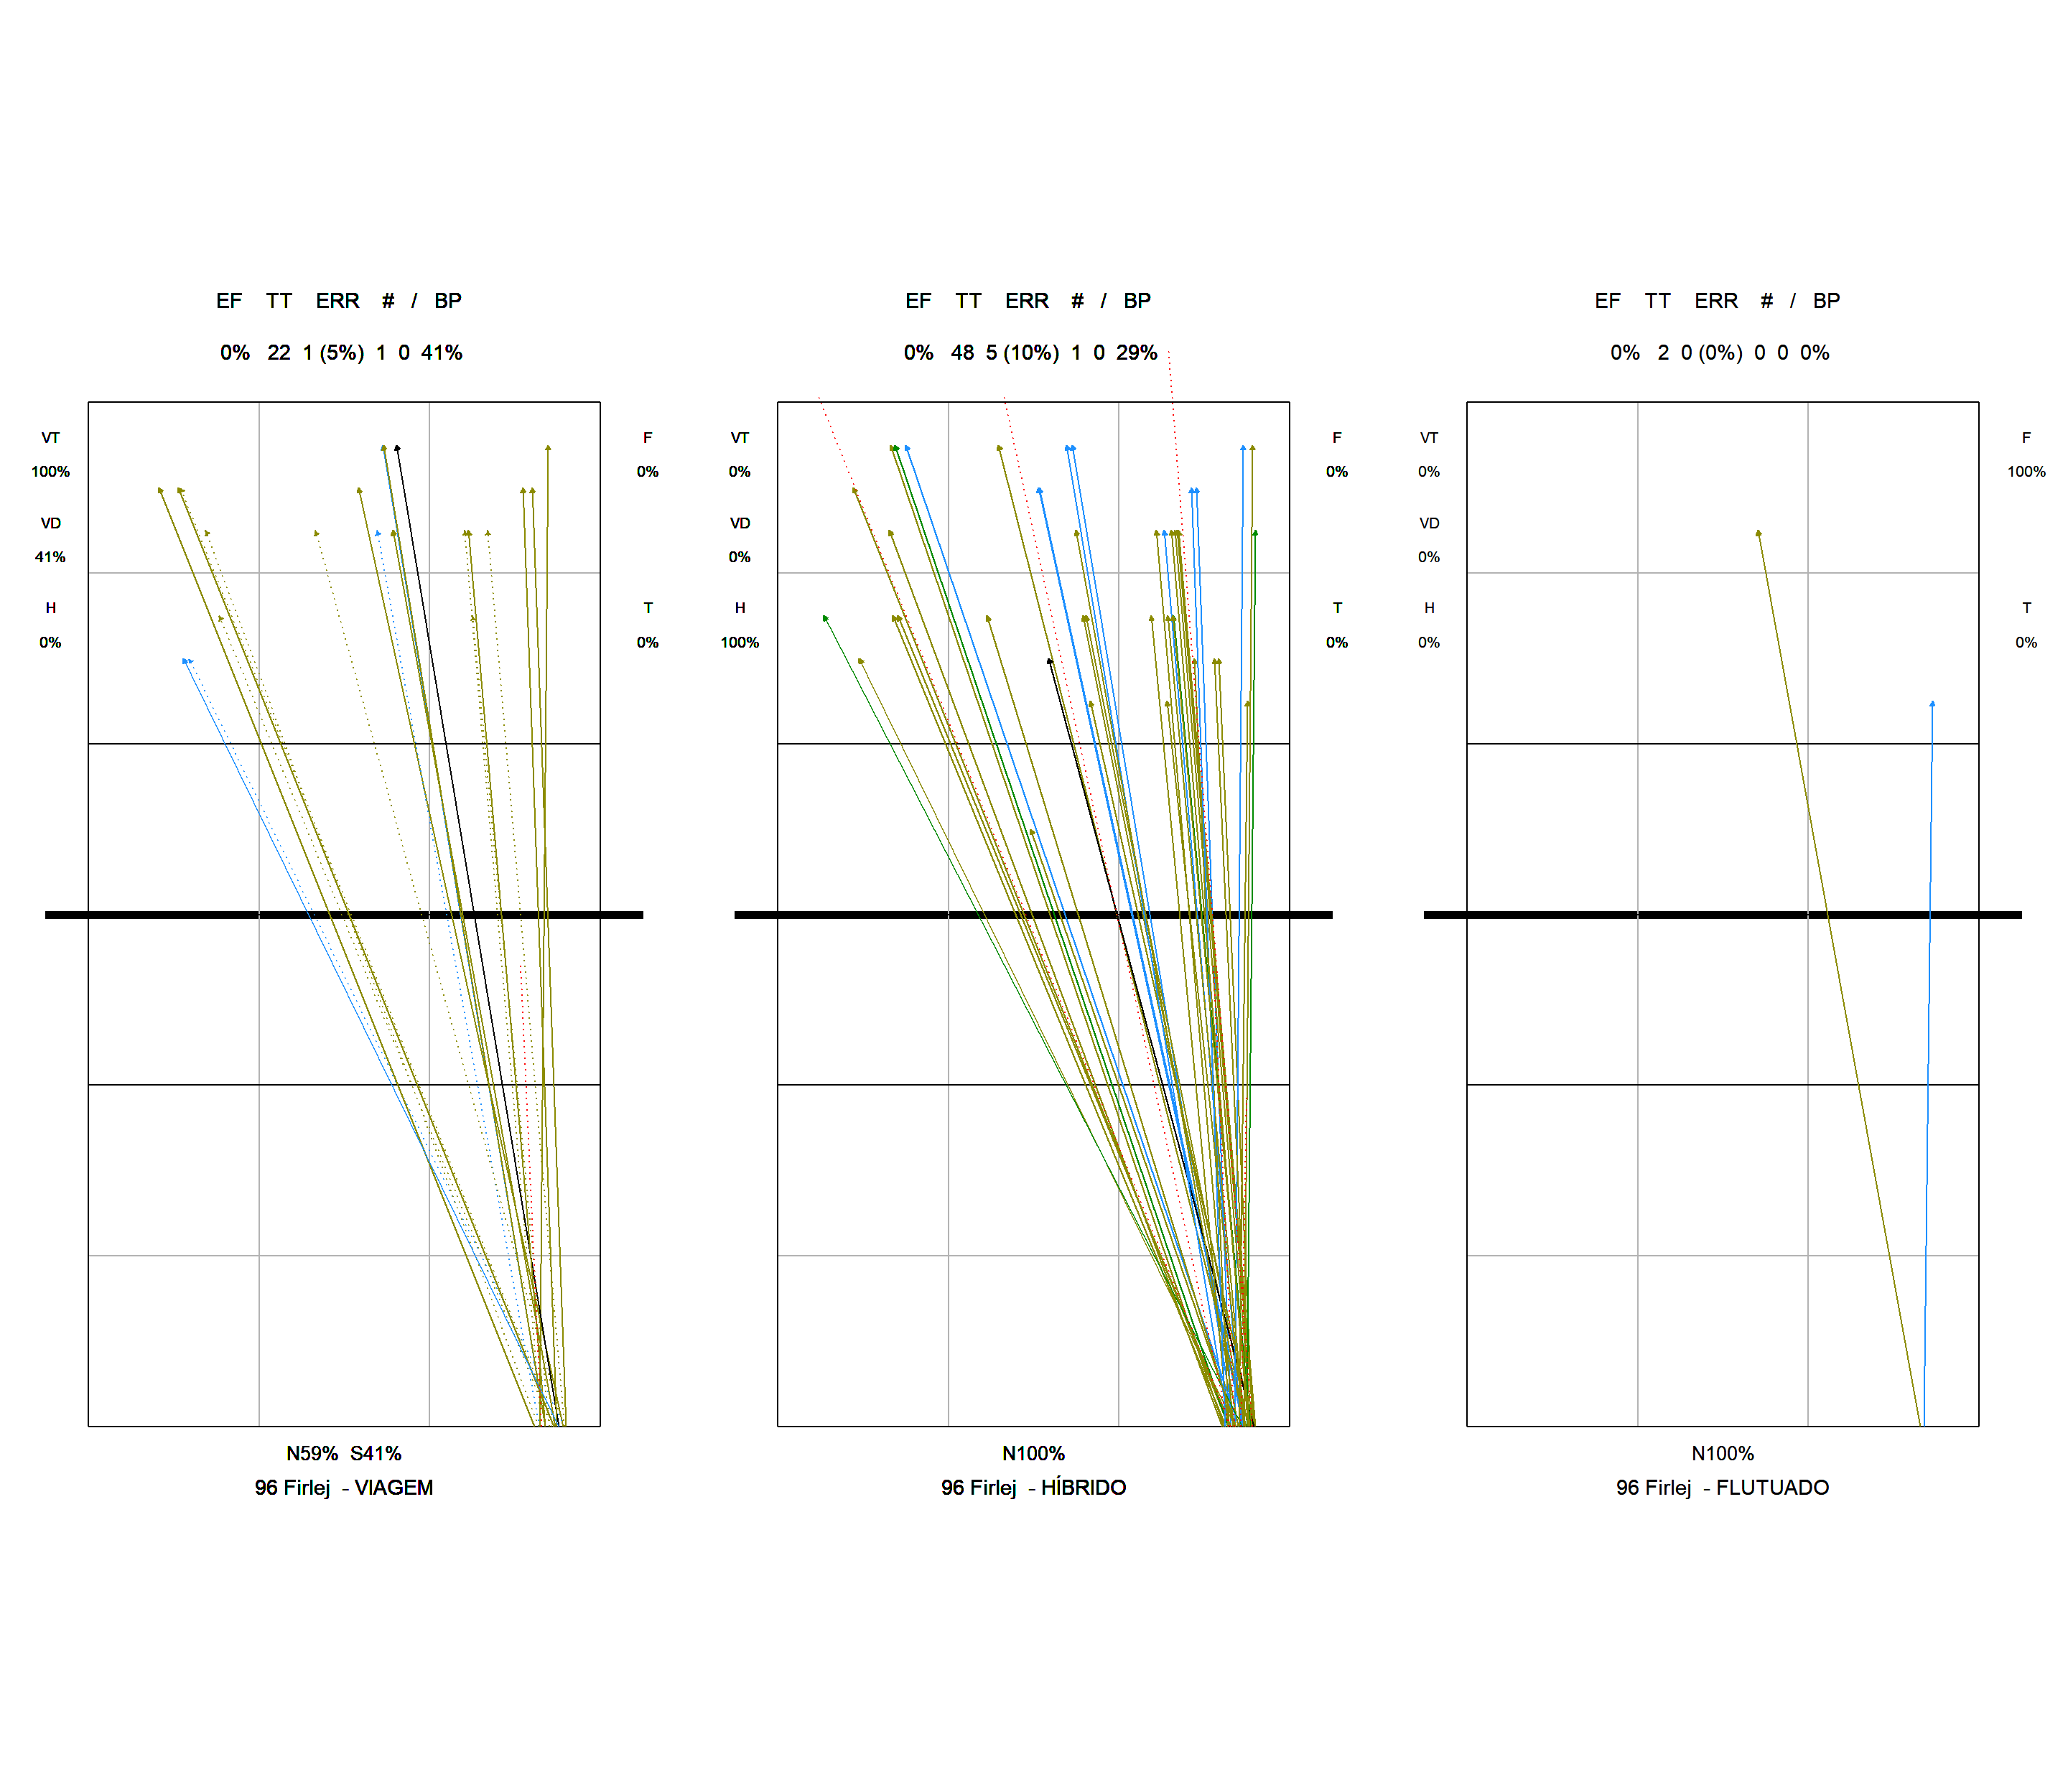 EF TT ERR # / BP
0% 22 1 (5%) 1 0 41%
VT
100%
VD
41%
H
0%
F
0%
T
0%
N59% S41%
96 Firlej - VIAGEM
EF TT ERR # / BP
0% 48 5 (10%) 1 0 29%
VT
0%
VD
0%
H
100%
F
0%
T
0%
N100%
96 Firlej - HÍBRIDO
EF TT ERR # / BP
0% 2 0 (0%) 0 0 0%
VT
0%
VD
0%
H
0%
F
100%
T
0%
N100%
96 Firlej - FLUTUADO